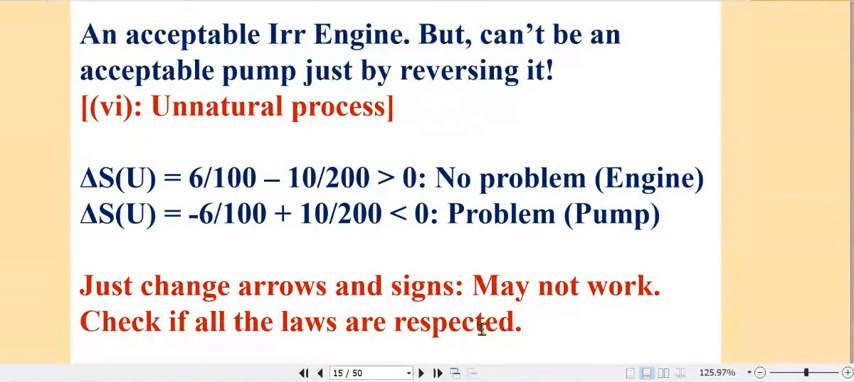 An acceptable Irr Engine. But, can’t be an
acceptable pump just by reversing it!
[(vi): Unnatural process]
ΔS(U) = 6/100 – 10/200 > 0: No problem (Engine)
ΔS(U) = -6/100 + 10/200 < 0: Problem (Pump)
Just change arrows and signs: May not work.
Check if all the laws are respected.
15 / 50
125.97%